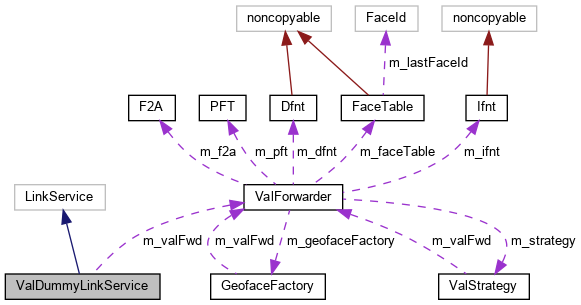 noncopyable
FaceId
noncopyable
m_lastFaceId
F2A
PFT
Dfnt
FaceTable
Ifnt
m_f2a
m_pft
m_dfnt
m_faceTable
m_ifnt
LinkService
ValForwarder
m_valFwd
m_valFwd
m_geofaceFactory
m_valFwd
m_strategy
ValDummyLinkService
GeofaceFactory
ValStrategy